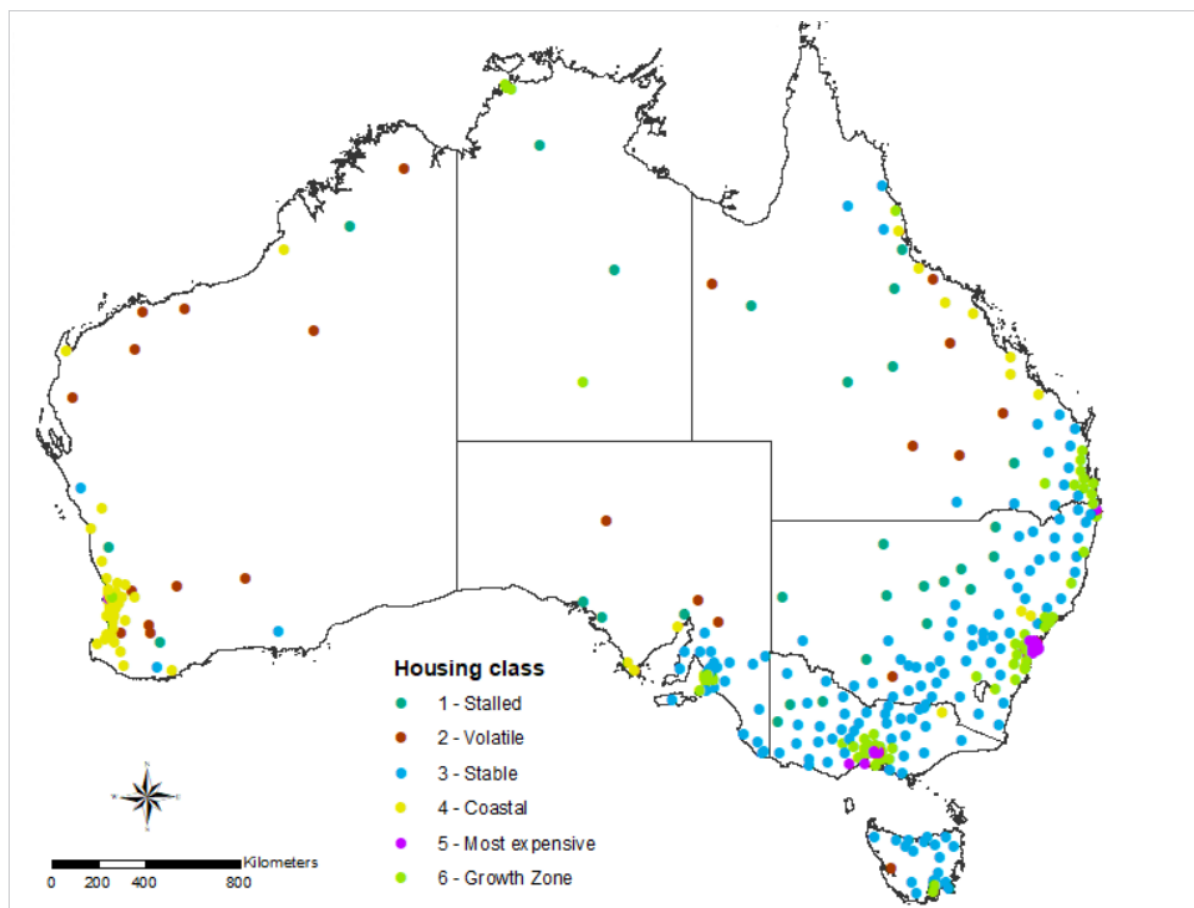 Housing class
1 - Stalled
2 - Volatile
3 - Stable
4 - Coastal
5 - Most expensive
6 - Growth Zone
N
W
E
S
Kilometers
0 200 400 800